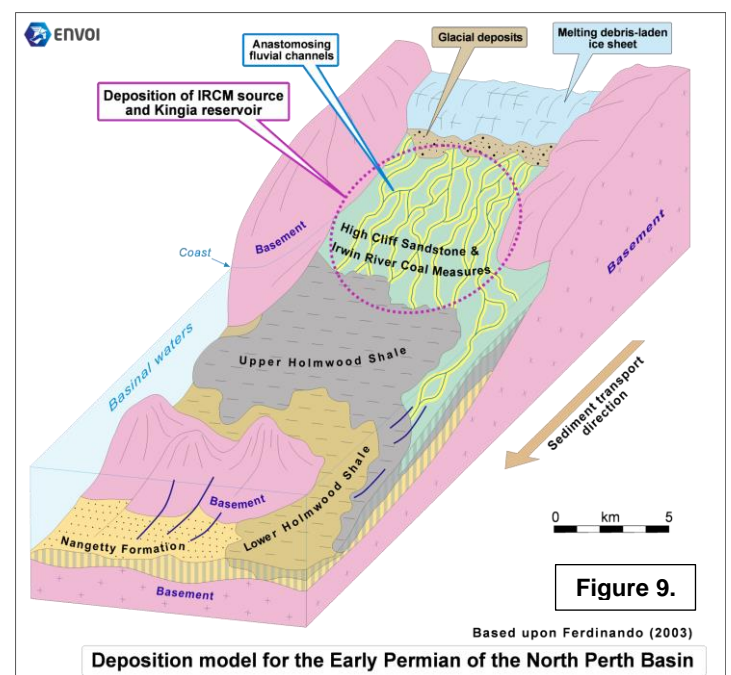 ENVOI
Glacial deposits
Melting debris-laden
ice sheet
Anastomosing
fluvial channels
Deposition of IRCM source
and Kingia reservoir
Basement
Coast
High Cliff Sandstone &
Irwin River Coal Measures
Basement
Basinal waters
Upper Holmwood Shale
Sediment transport
direction
Basement
Lower Holmwood Shale
Nangetty Formation
Basement
0 km 5
Figure 9.
Based upon Ferdinando (2003)
Deposition model for the Early Permian of the North Perth Basin